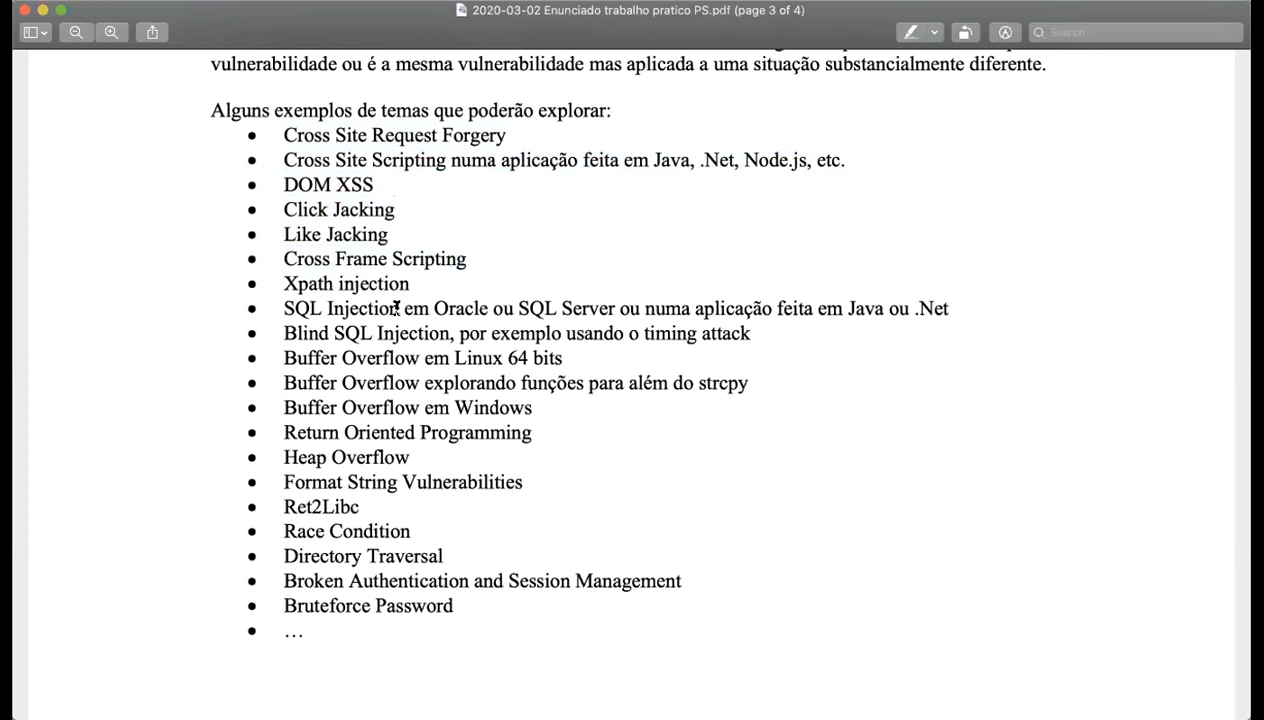 2020-03-02 Enunciado trabalho pratico PS.pdf (page 3 of 4)
Search
vulnerabilidade ou é a mesma vulnerabilidade mas aplicada a uma situação substancialmente diferente.
Alguns exemplos de temas que poderão explorar:
• Cross Site Request Forgery
• Cross Site Scripting numa aplicação feita em Java, .Net, Node.js, etc.
• DOM XSS
• Click Jacking
• Like Jacking
• Cross Frame Scripting
• Xpath injection
• SQL Injection em Oracle ou SQL Server ou numa aplicação feita em Java ou .Net
• Blind SQL Injection, por exemplo usando o timing attack
• Buffer Overflow em Linux 64 bits
• Buffer Overflow explorando funções para além do strcpy
• Buffer Overflow em Windows
• Return Oriented Programming
• Heap Overflow
• Format String Vulnerabilities
• Ret2Libc
• Race Condition
• Directory Traversal
• Broken Authentication and Session Management
• Bruteforce Password
• …